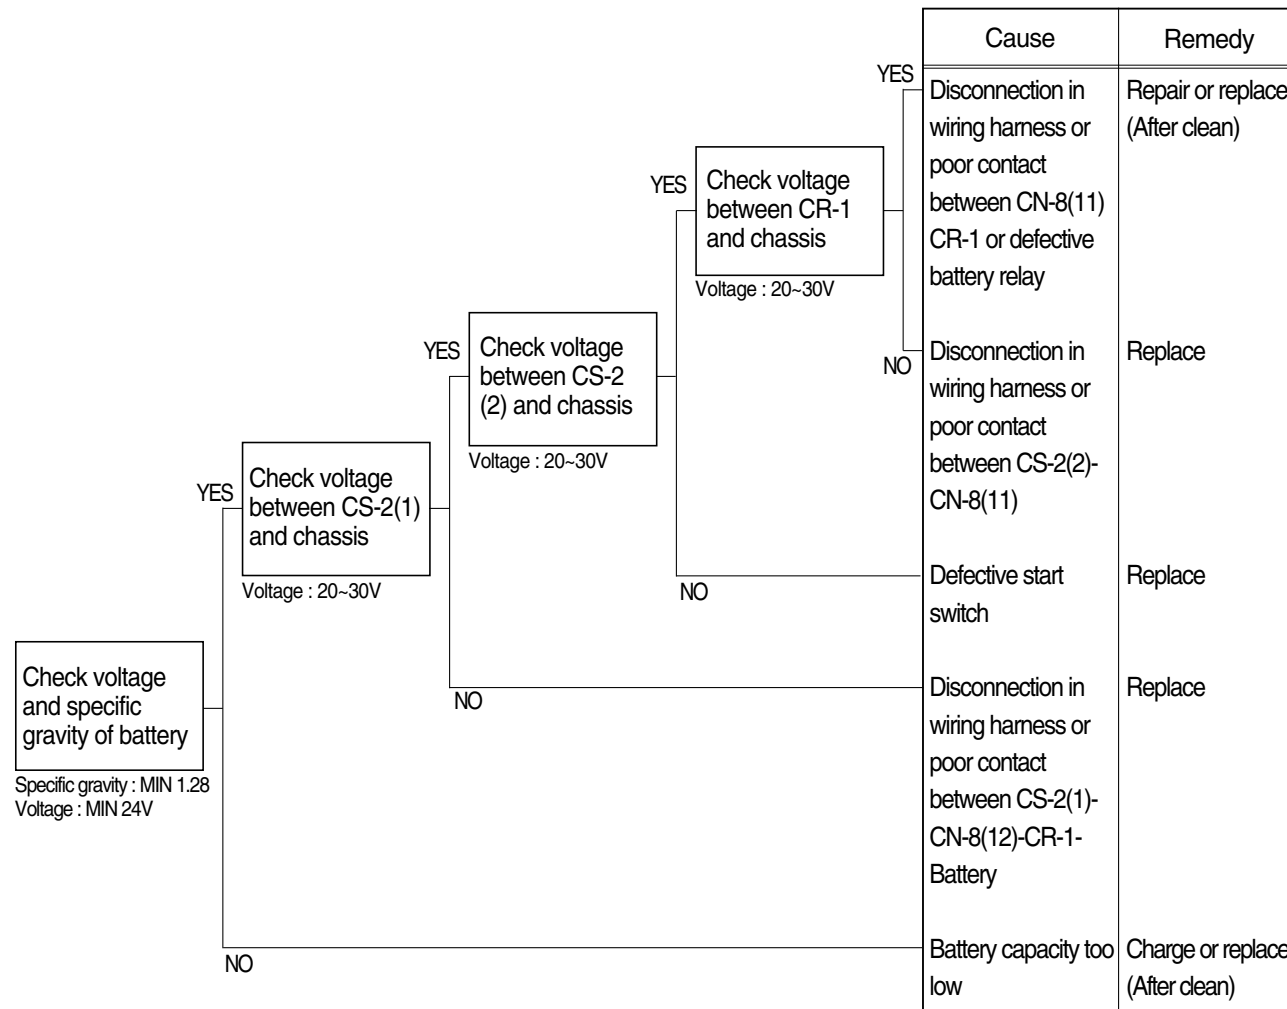 Cause
Remedy
YES
Disconnection in
wiring harness or
poor contact
between CN-8(11)
CR-1 or defective
battery relay
Repair or replace
(After clean)
YES
Check voltage
between CR-1
and chassis
Voltage : 20~30V
NO
Disconnection in
wiring harness or
poor contact
between CS-2(2)-
CN-8(11)
Replace
YES
Check voltage
between CS-2
(2) and chassis
Voltage : 20~30V
NO
Defective start
switch
Replace
YES
Check voltage
between CS-2(1)
and chassis
Voltage : 20~30V
NO
Disconnection in
wiring harness or
poor contact
between CS-2(1)-
CN-8(12)-CR-1-
Battery
Replace
Check voltage
and specific
gravity of battery
Specific gravity : MIN 1.28
Voltage : MIN 24V
NO
Battery capacity too
low
Charge or replace
(After clean)